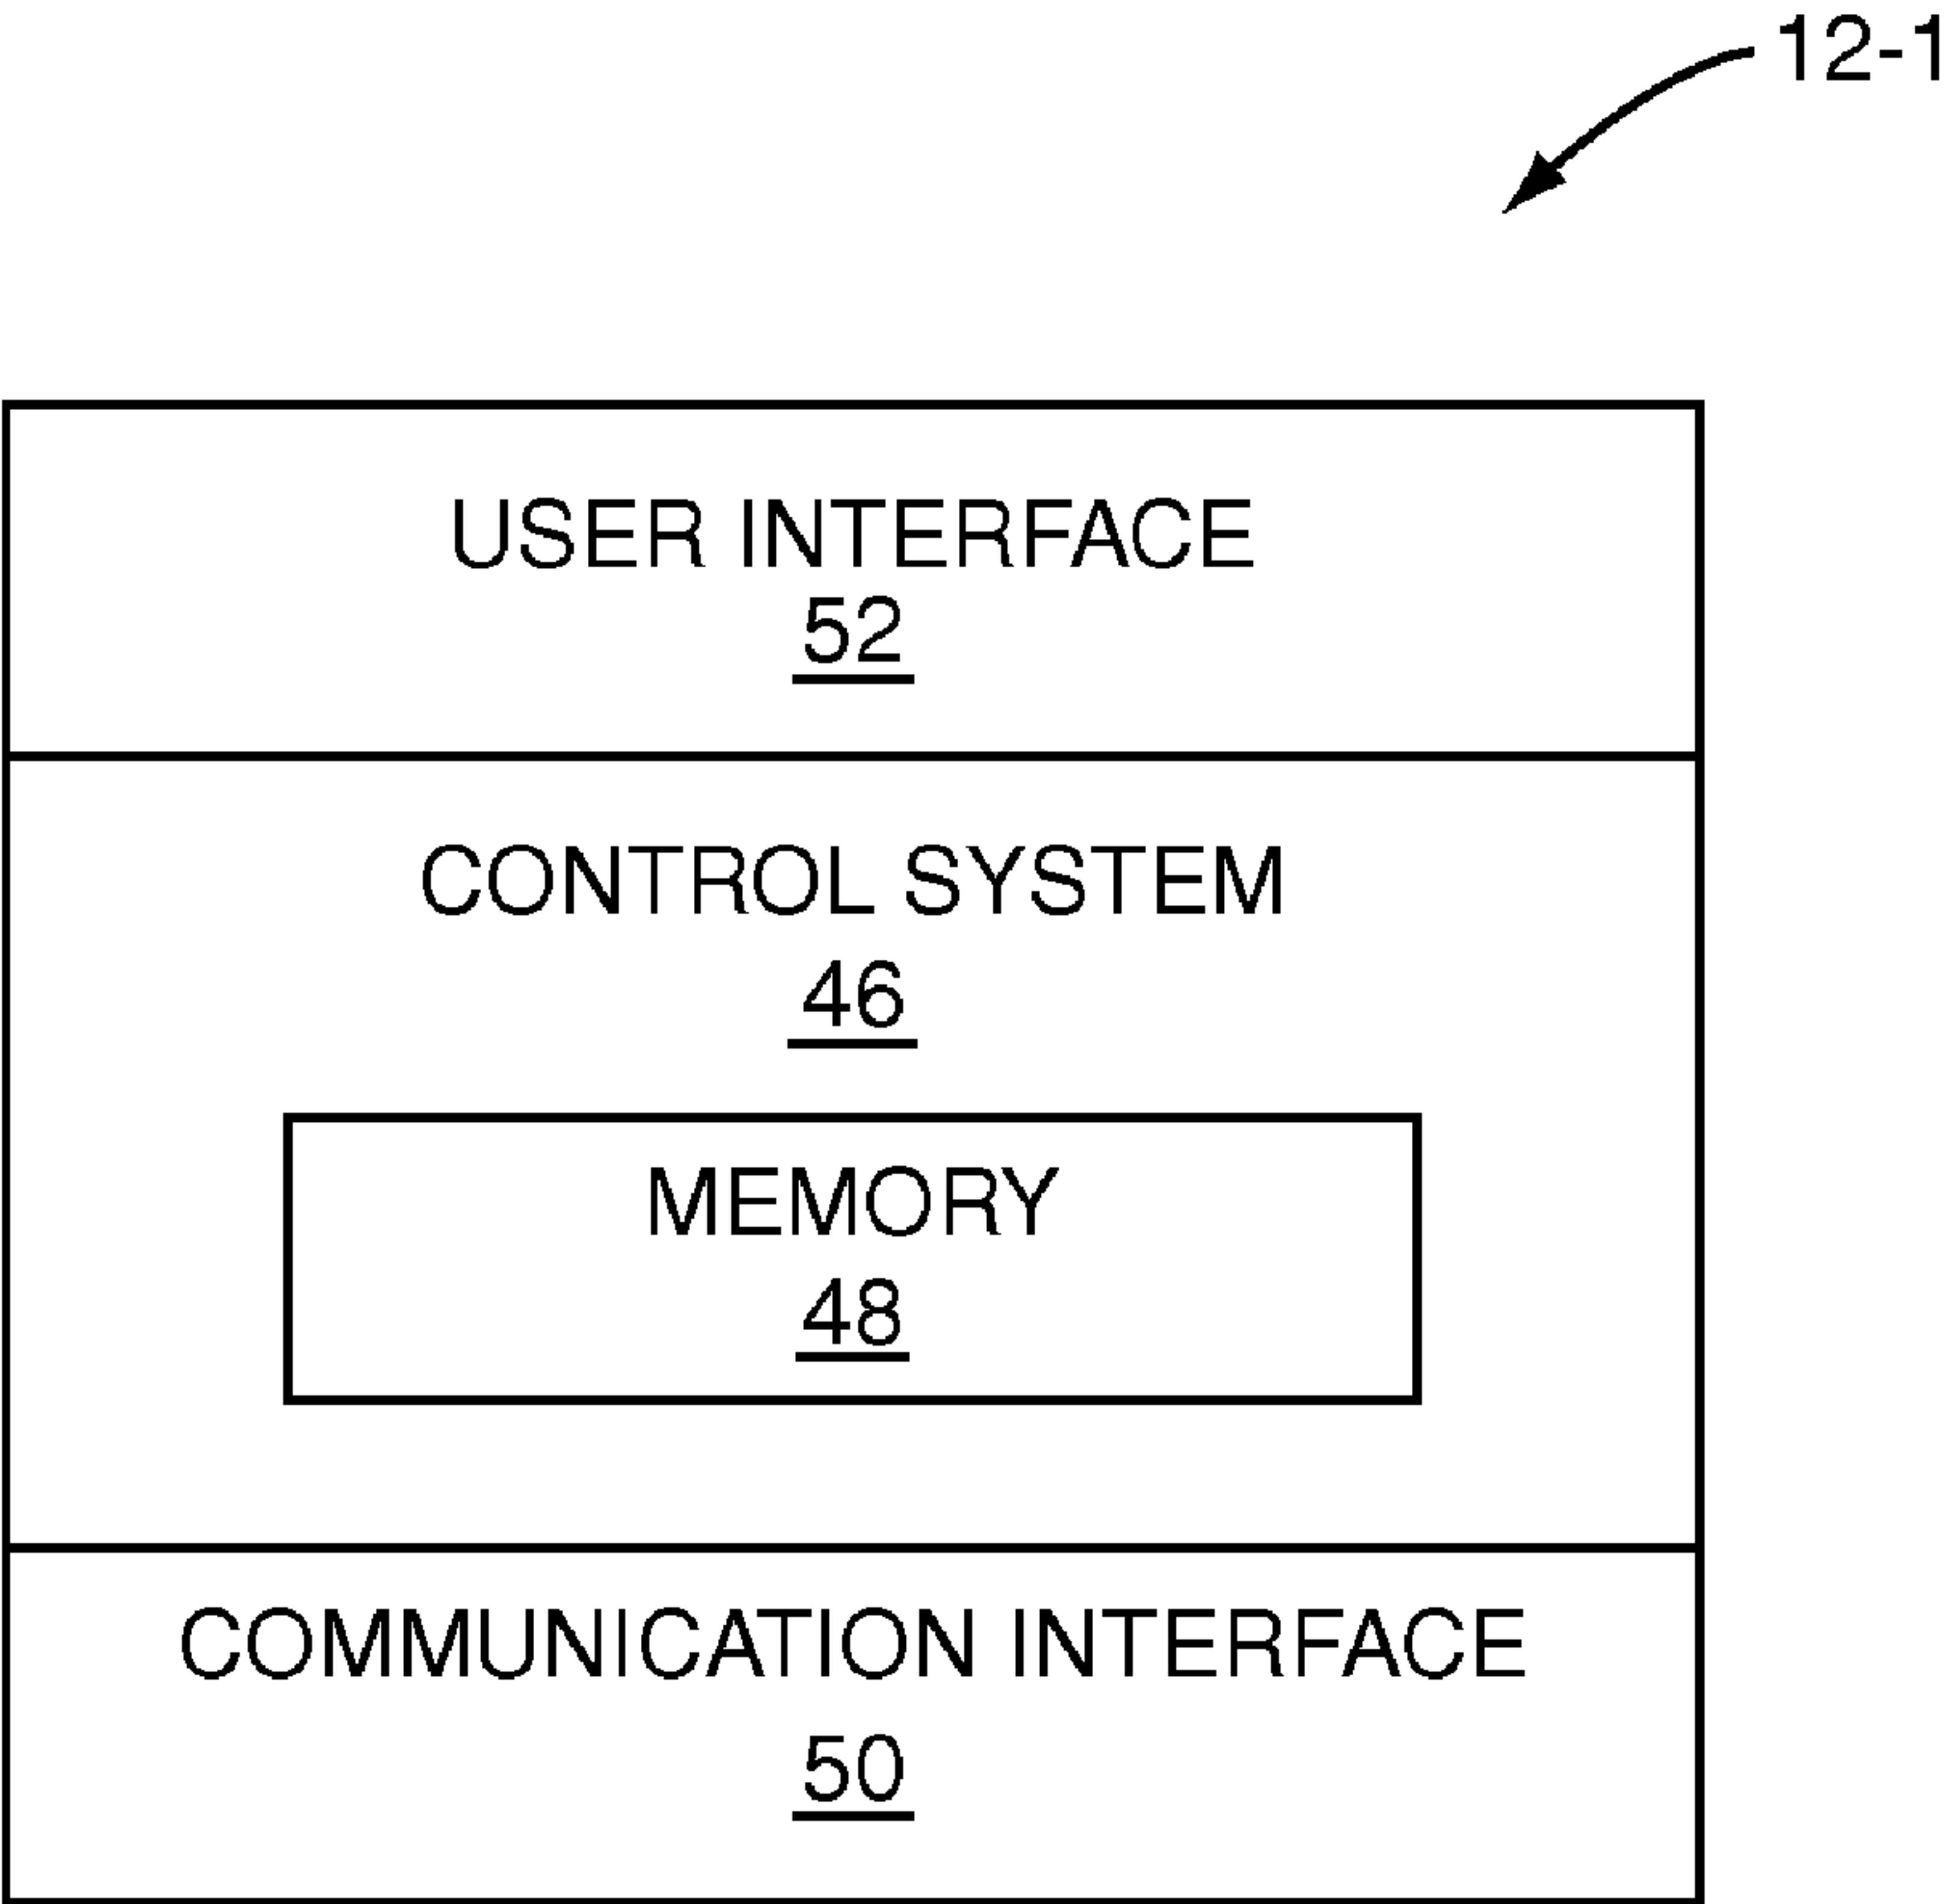 12-1
USER INTERFACE
52
CONTROL SYSTEM
46
MEMORY
48
COMMUNICATION INTERFACE
50